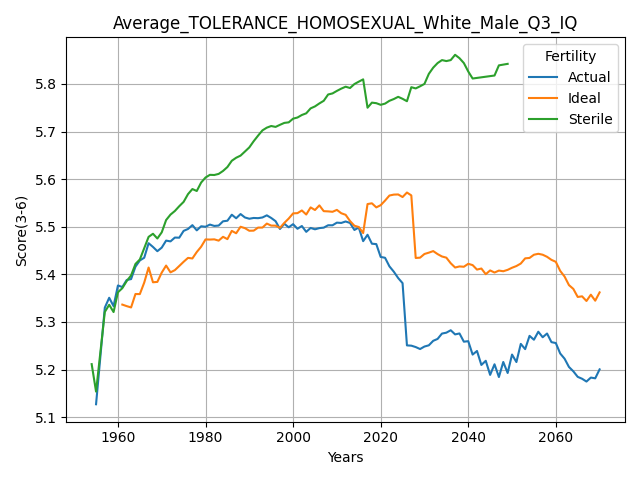 Average_TOLERANCE_HOMOSEXUAL_White_Male_Q3_IQ
Fertility
Actual
Ideal
Sterile
Score(3-6)
5.8
5.7
5.6
5.5
5.4
5.3
5.2
5.1
1960 1980 2000 2020 2040 2060
Years